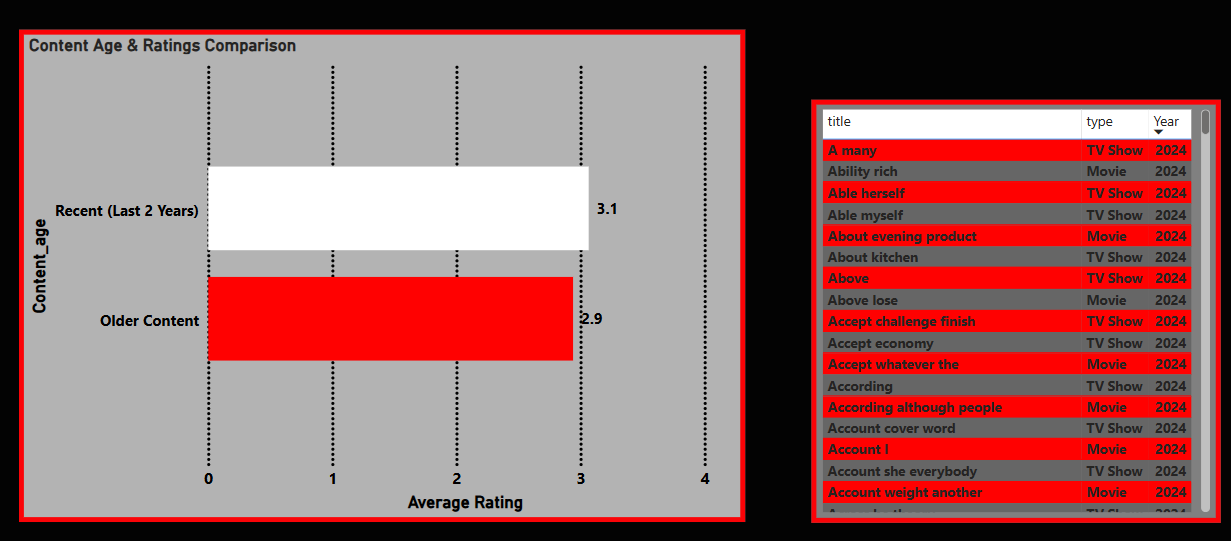 Content Age & Ratings Comparison
Content_age
Recent (Last 2 Years)
3.1
Older Content
2.9
0 1 2 3 4
Average Rating
title type Year
A many TV Show 2024
Ability rich Movie 2024
Able herself TV Show 2024
Able myself TV Show 2024
About evening product Movie 2024
About kitchen TV Show 2024
Above TV Show 2024
Above lose Movie 2024
Accept challenge finish TV Show 2024
Accept economy TV Show 2024
Accept whatever the Movie 2024
According TV Show 2024
According although people Movie 2024
Account cover word TV Show 2024
Account I Movie 2024
Account she everybody TV Show 2024
Account weight another Movie 2024